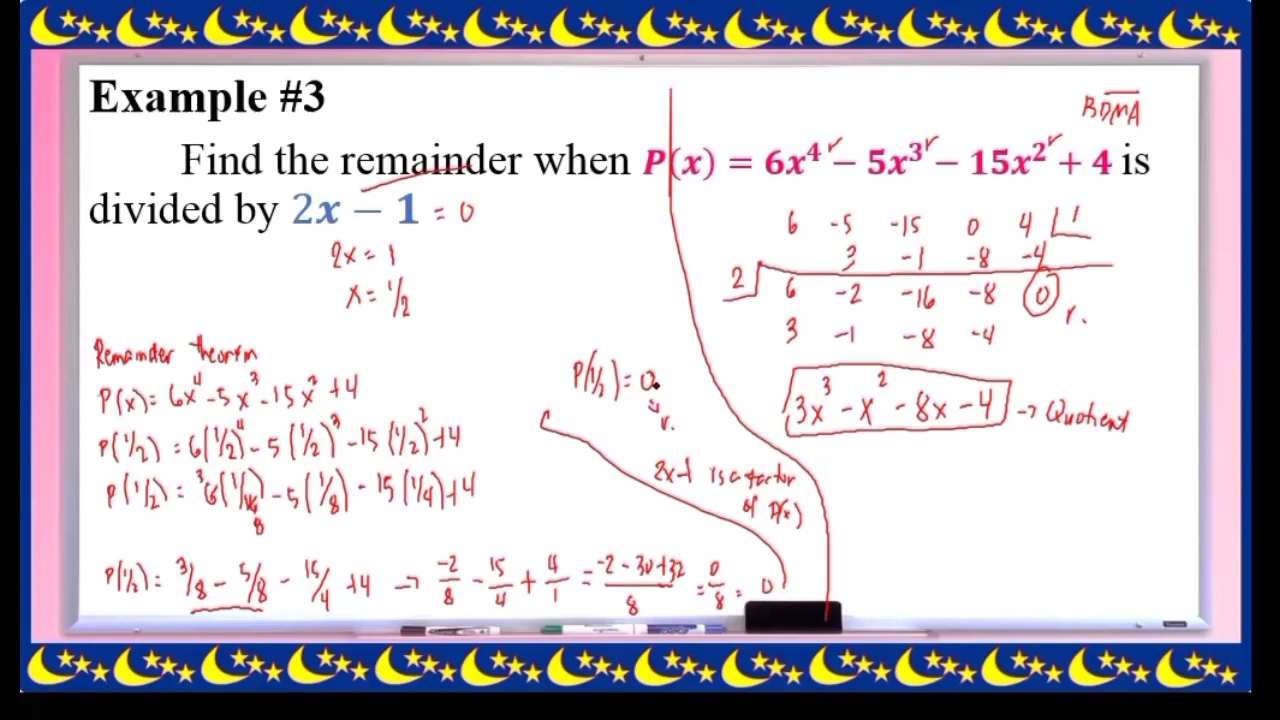 Example #3
Find the remainder when P(x) = 6x⁴ − 5x³ − 15x² + 4 is
divided by 2x − 1 = 0
2x = 1
x = 1/2
Remainder theorem
P(x) = 6x⁴ - 5x³ - 15x² + 4
P(1/2) = 6(1/2)⁴ - 5(1/2)³ - 15(1/2)² + 4
P(1/2) = ³6(1/16) - 5(1/8) - 15(1/4) + 4
8
P(1/2) = 3/8 - 5/8 - 15/4 + 4 → -2/8 - 15/4 + 4/1 = -2 - 30 + 32/8 = 0/8 = 0
P(1/2) = 0
r.
2x-1 is a factor
of P(x)
BDMA
6 -5 -15 0 4 1
3 -1 -8 -4
2 6 -2 -16 -8 0
r.
3 -1 -8 -4
3x³ - x² - 8x - 4 → Quotient